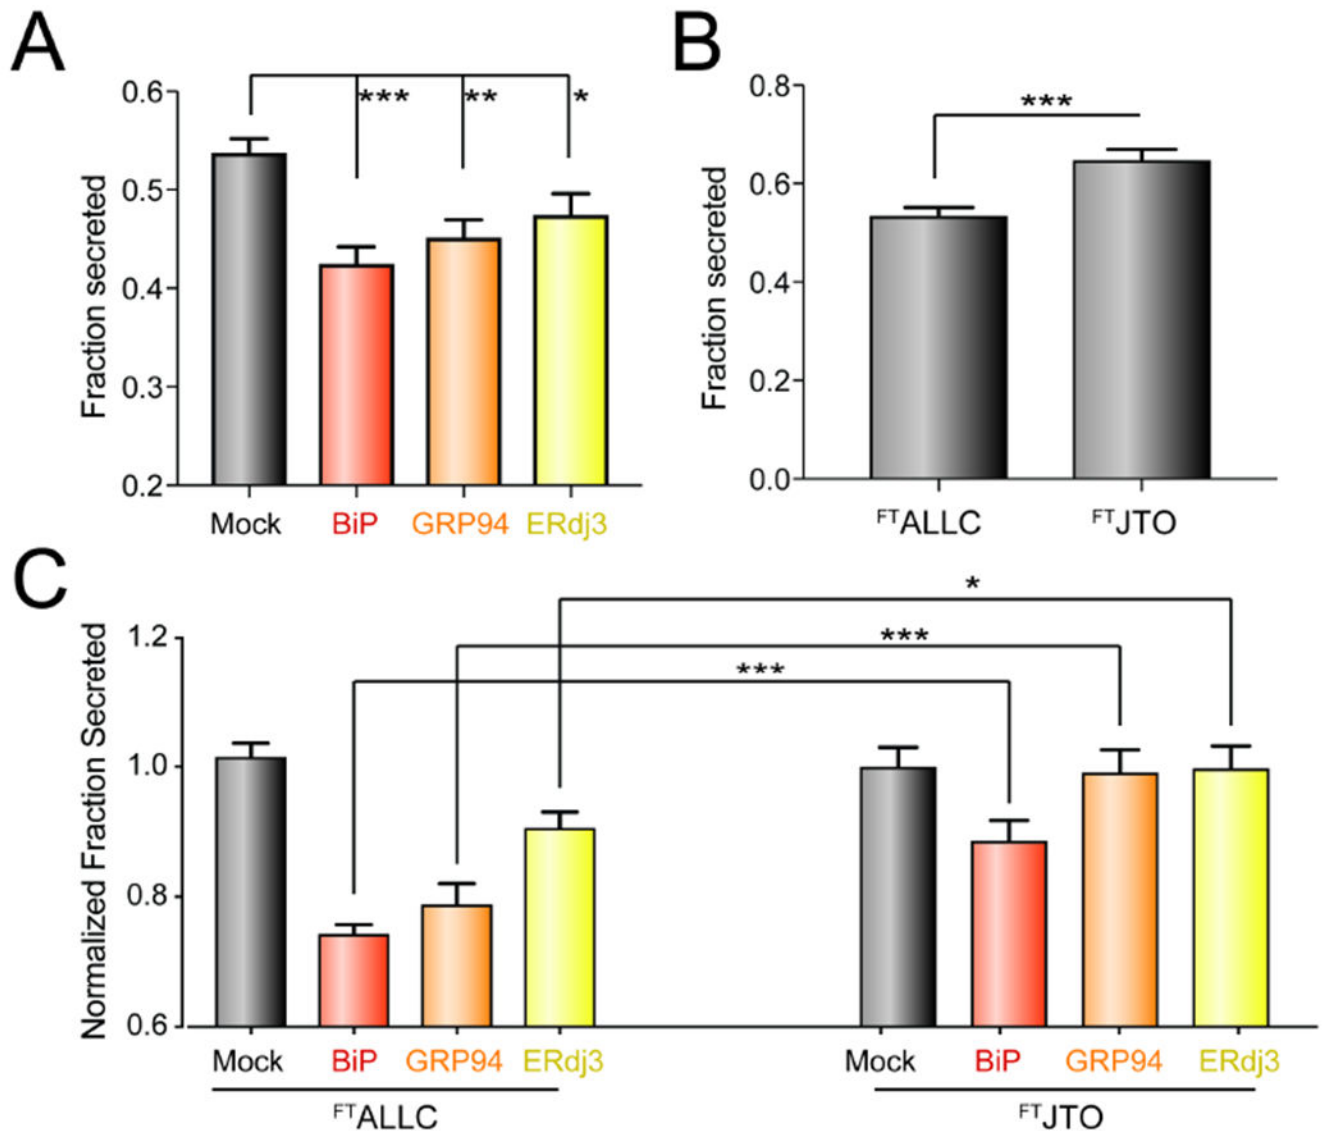 A
Fraction secreted
0.6
0.5
0.4
0.3
0.2
***
**
*
Mock BiP GRP94 ERdj3
B
Fraction secreted
0.8
0.6
0.4
0.2
0.0
***
FTALLC FTJTO
C
Normalized Fraction Secreted
1.2
1.0
0.8
0.6
*
***
***
Mock BiP GRP94 ERdj3 Mock BiP GRP94 ERdj3
FTALLC FTJTO